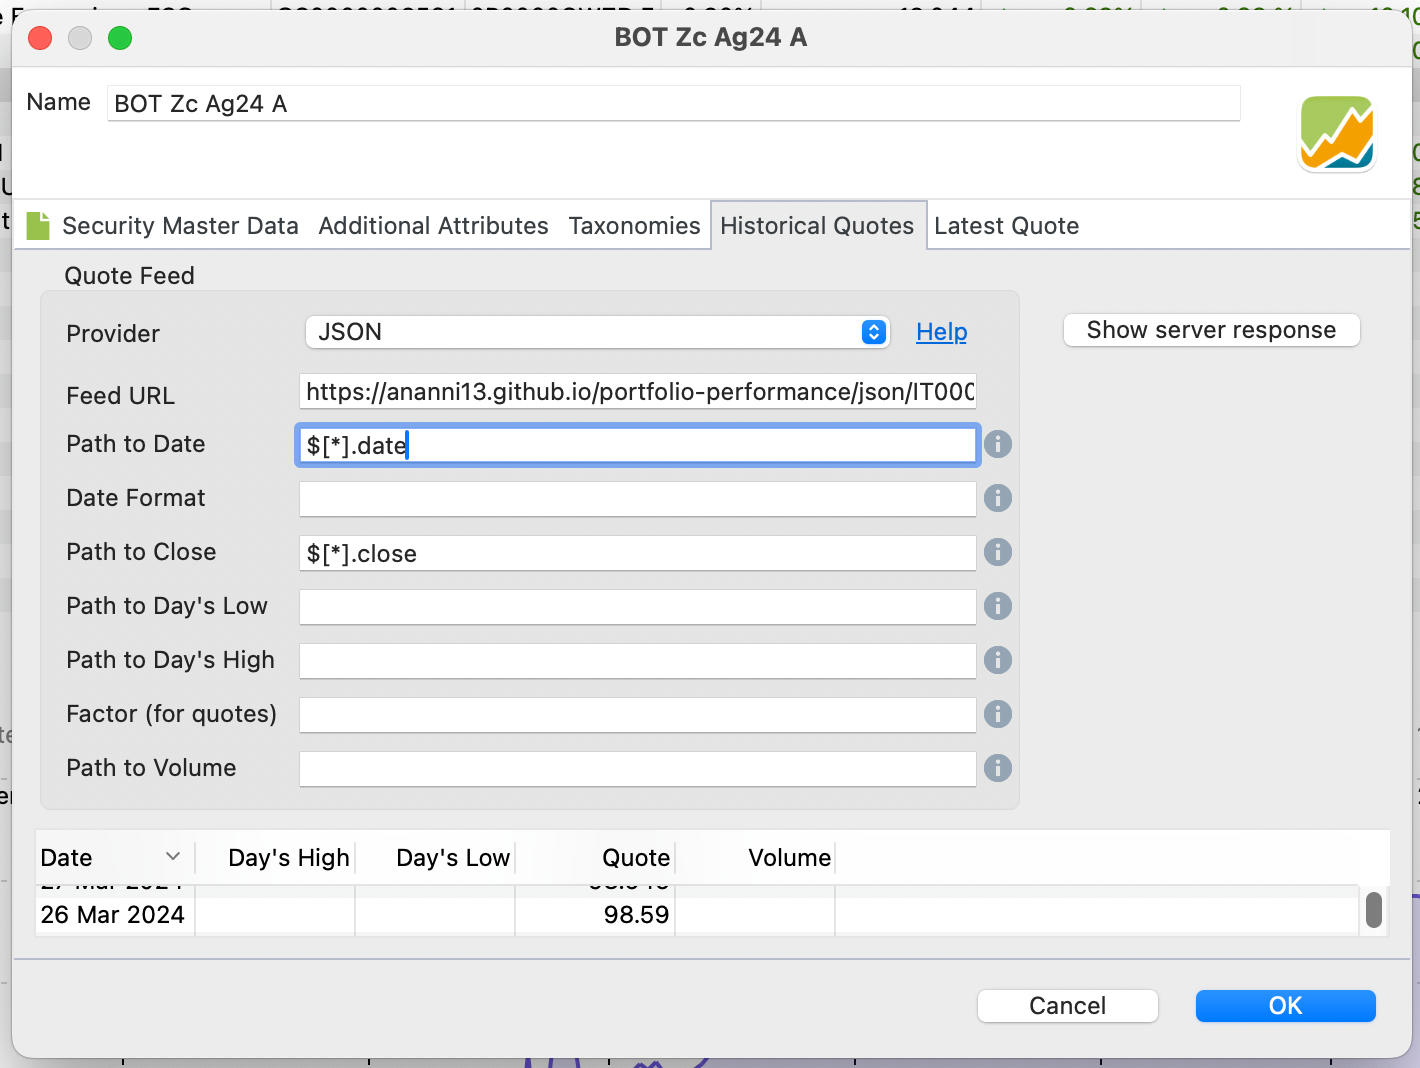 BOT Zc Ag24 A
Name BOT Zc Ag24 A
Security Master Data Additional Attributes Taxonomies Historical Quotes Latest Quote
Quote Feed
Provider JSON Help Show server response
Feed URL https://ananni13.github.io/portfolio-performance/json/IT000
Path to Date $[*].date
Date Format
Path to Close $[*].close
Path to Day's Low
Path to Day's High
Factor (for quotes)
Path to Volume
Date Day's High Day's Low Quote Volume
27 Mar 2024
26 Mar 2024 98.59
Cancel OK